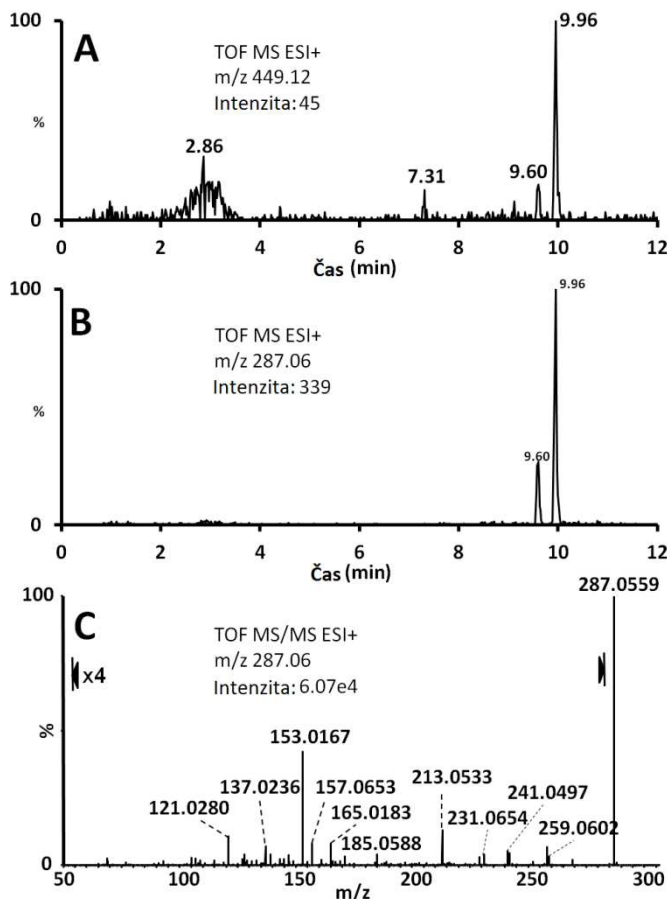 100
A
TOF MS ESI+
m/z 449.12
Intenzita: 45
9.96
%
2.86
7.31
9.60
0
0 2 4 6 8 10 12
Čas (min)
100
B
TOF MS ESI+
m/z 287.06
Intenzita: 339
9.96
%
9.60
0
0 2 4 6 8 10 12
Čas (min)
100
C
TOF MS/MS ESI+
m/z 287.06
Intenzita: 6.07e4
287.0559
x4
%
153.0167
137.0236
157.0653
213.0533
241.0497
121.0280
165.0183
231.0654
185.0588
259.0602
0
50 100 150 200 250 300
m/z